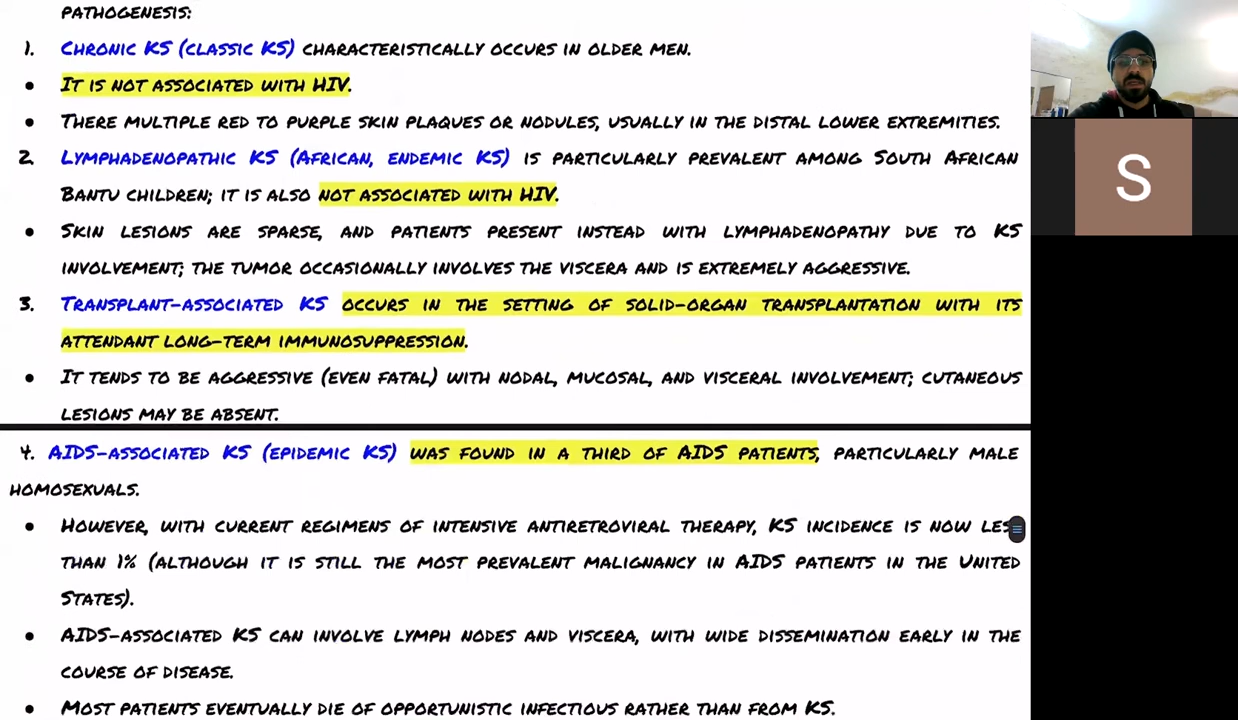 PATHOGENESIS:
1. CHRONIC KS (CLASSIC KS) CHARACTERISTICALLY OCCURS IN OLDER MEN.
• IT IS NOT ASSOCIATED WITH HIV.
• THERE MULTIPLE RED TO PURPLE SKIN PLAQUES OR NODULES, USUALLY IN THE DISTAL LOWER EXTREMITIES.
2. LYMPHADENOPATHIC KS (AFRICAN, ENDEMIC KS) IS PARTICULARLY PREVALENT AMONG SOUTH AFRICAN
BANTU CHILDREN; IT IS ALSO NOT ASSOCIATED WITH HIV.
• SKIN LESIONS ARE SPARSE, AND PATIENTS PRESENT INSTEAD WITH LYMPHADENOPATHY DUE TO KS
INVOLVEMENT; THE TUMOR OCCASIONALLY INVOLVES THE VISCERA AND IS EXTREMELY AGGRESSIVE.
3. TRANSPLANT-ASSOCIATED KS OCCURS IN THE SETTING OF SOLID-ORGAN TRANSPLANTATION WITH ITS
ATTENDANT LONG-TERM IMMUNOSUPPRESSION.
• IT TENDS TO BE AGGRESSIVE (EVEN FATAL) WITH NODAL, MUCOSAL, AND VISCERAL INVOLVEMENT; CUTANEOUS
LESIONS MAY BE ABSENT.
4. AIDS-ASSOCIATED KS (EPIDEMIC KS) WAS FOUND IN A THIRD OF AIDS PATIENTS, PARTICULARLY MALE
HOMOSEXUALS.
• HOWEVER, WITH CURRENT REGIMENS OF INTENSIVE ANTIRETROVIRAL THERAPY, KS INCIDENCE IS NOW LESS
THAN 1% (ALTHOUGH IT IS STILL THE MOST PREVALENT MALIGNANCY IN AIDS PATIENTS IN THE UNITED
STATES).
• AIDS-ASSOCIATED KS CAN INVOLVE LYMPH NODES AND VISCERA, WITH WIDE DISSEMINATION EARLY IN THE
COURSE OF DISEASE.
• MOST PATIENTS EVENTUALLY DIE OF OPPORTUNISTIC INFECTIOUS RATHER THAN FROM KS.
S